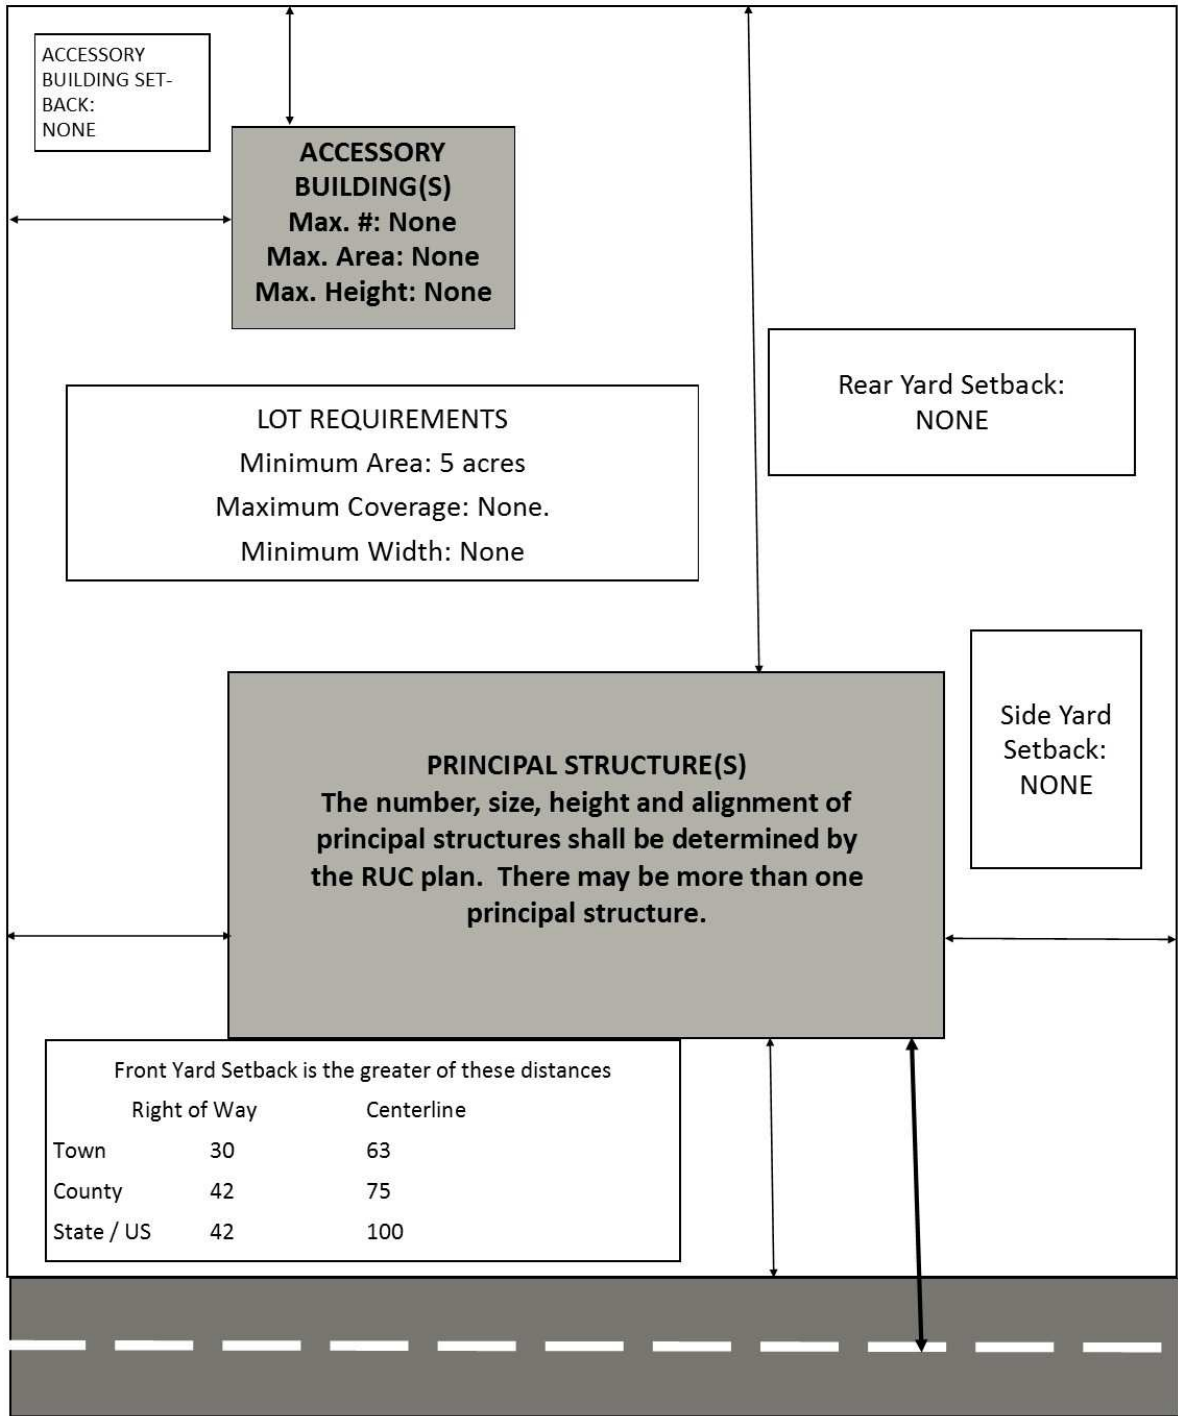 ACCESSORY
BUILDING SET-
BACK:
NONE
ACCESSORY
BUILDING(S)
Max. #: None
Max. Area: None
Max. Height: None
Rear Yard Setback:
NONE
LOT REQUIREMENTS
Minimum Area: 5 acres
Maximum Coverage: None.
Minimum Width: None
Side Yard
Setback:
NONE
PRINCIPAL STRUCTURE(S)
The number, size, height and alignment of
principal structures shall be determined by
the RUC plan.  There may be more than one
principal structure.
Front Yard Setback is the greater of these distances
Right of Way Centerline
Town 30 63
County 42 75
State / US 42 100